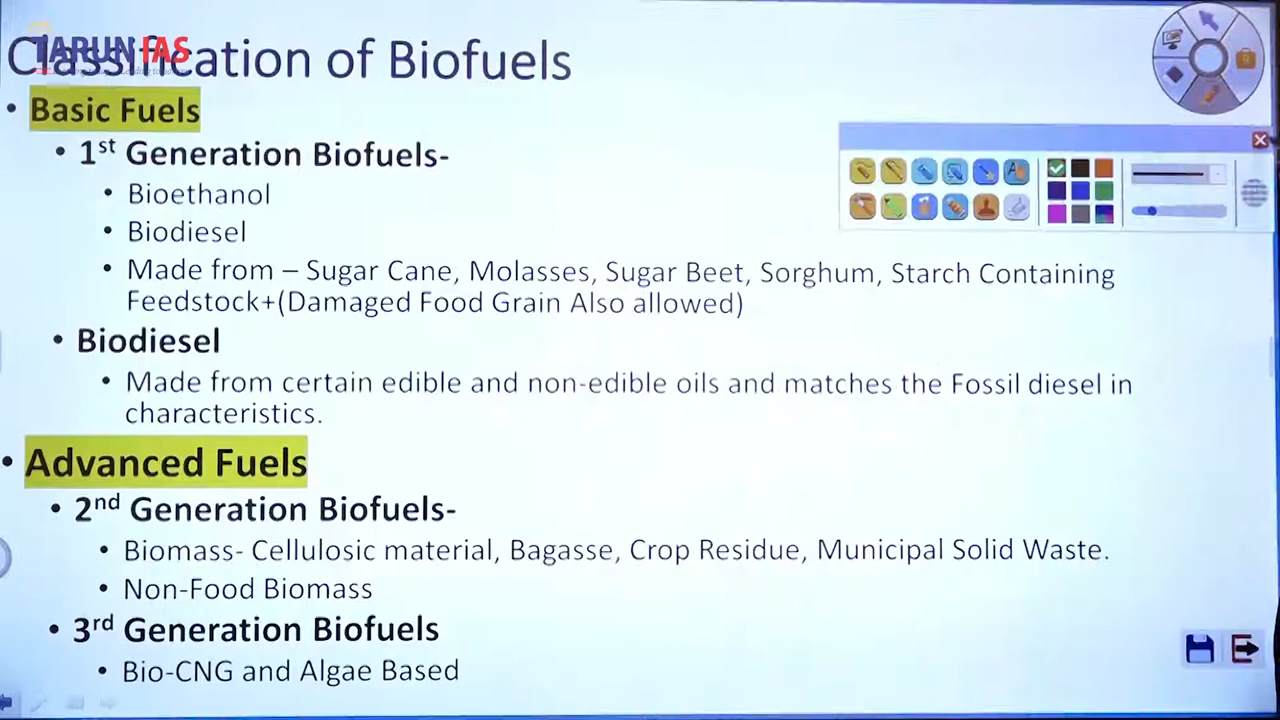 Classification of Biofuels
TARUN IAS
• Basic Fuels
• 1st Generation Biofuels-
• Bioethanol
• Biodiesel
• Made from – Sugar Cane, Molasses, Sugar Beet, Sorghum, Starch Containing
Feedstock+(Damaged Food Grain Also allowed)
• Biodiesel
• Made from certain edible and non-edible oils and matches the Fossil diesel in
characteristics.
• Advanced Fuels
• 2nd Generation Biofuels-
• Biomass- Cellulosic material, Bagasse, Crop Residue, Municipal Solid Waste.
• Non-Food Biomass
• 3rd Generation Biofuels
• Bio-CNG and Algae Based